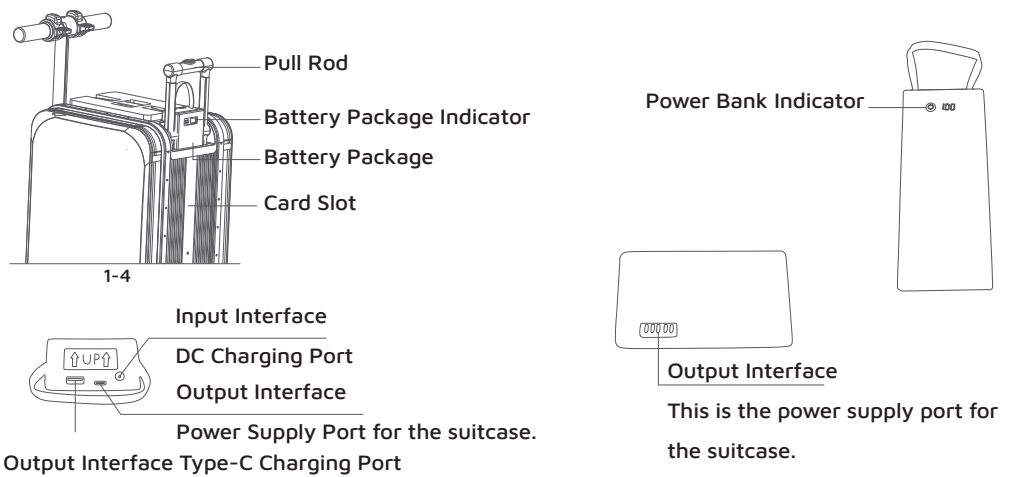 Pull Rod
Battery Package Indicator
Battery Package
Card Slot
1-4
Power Bank Indicator
100
Input Interface
DC Charging Port
Output Interface
Power Supply Port for the suitcase.
UP
Output Interface Type-C Charging Port
Output Interface
This is the power supply port for
the suitcase.